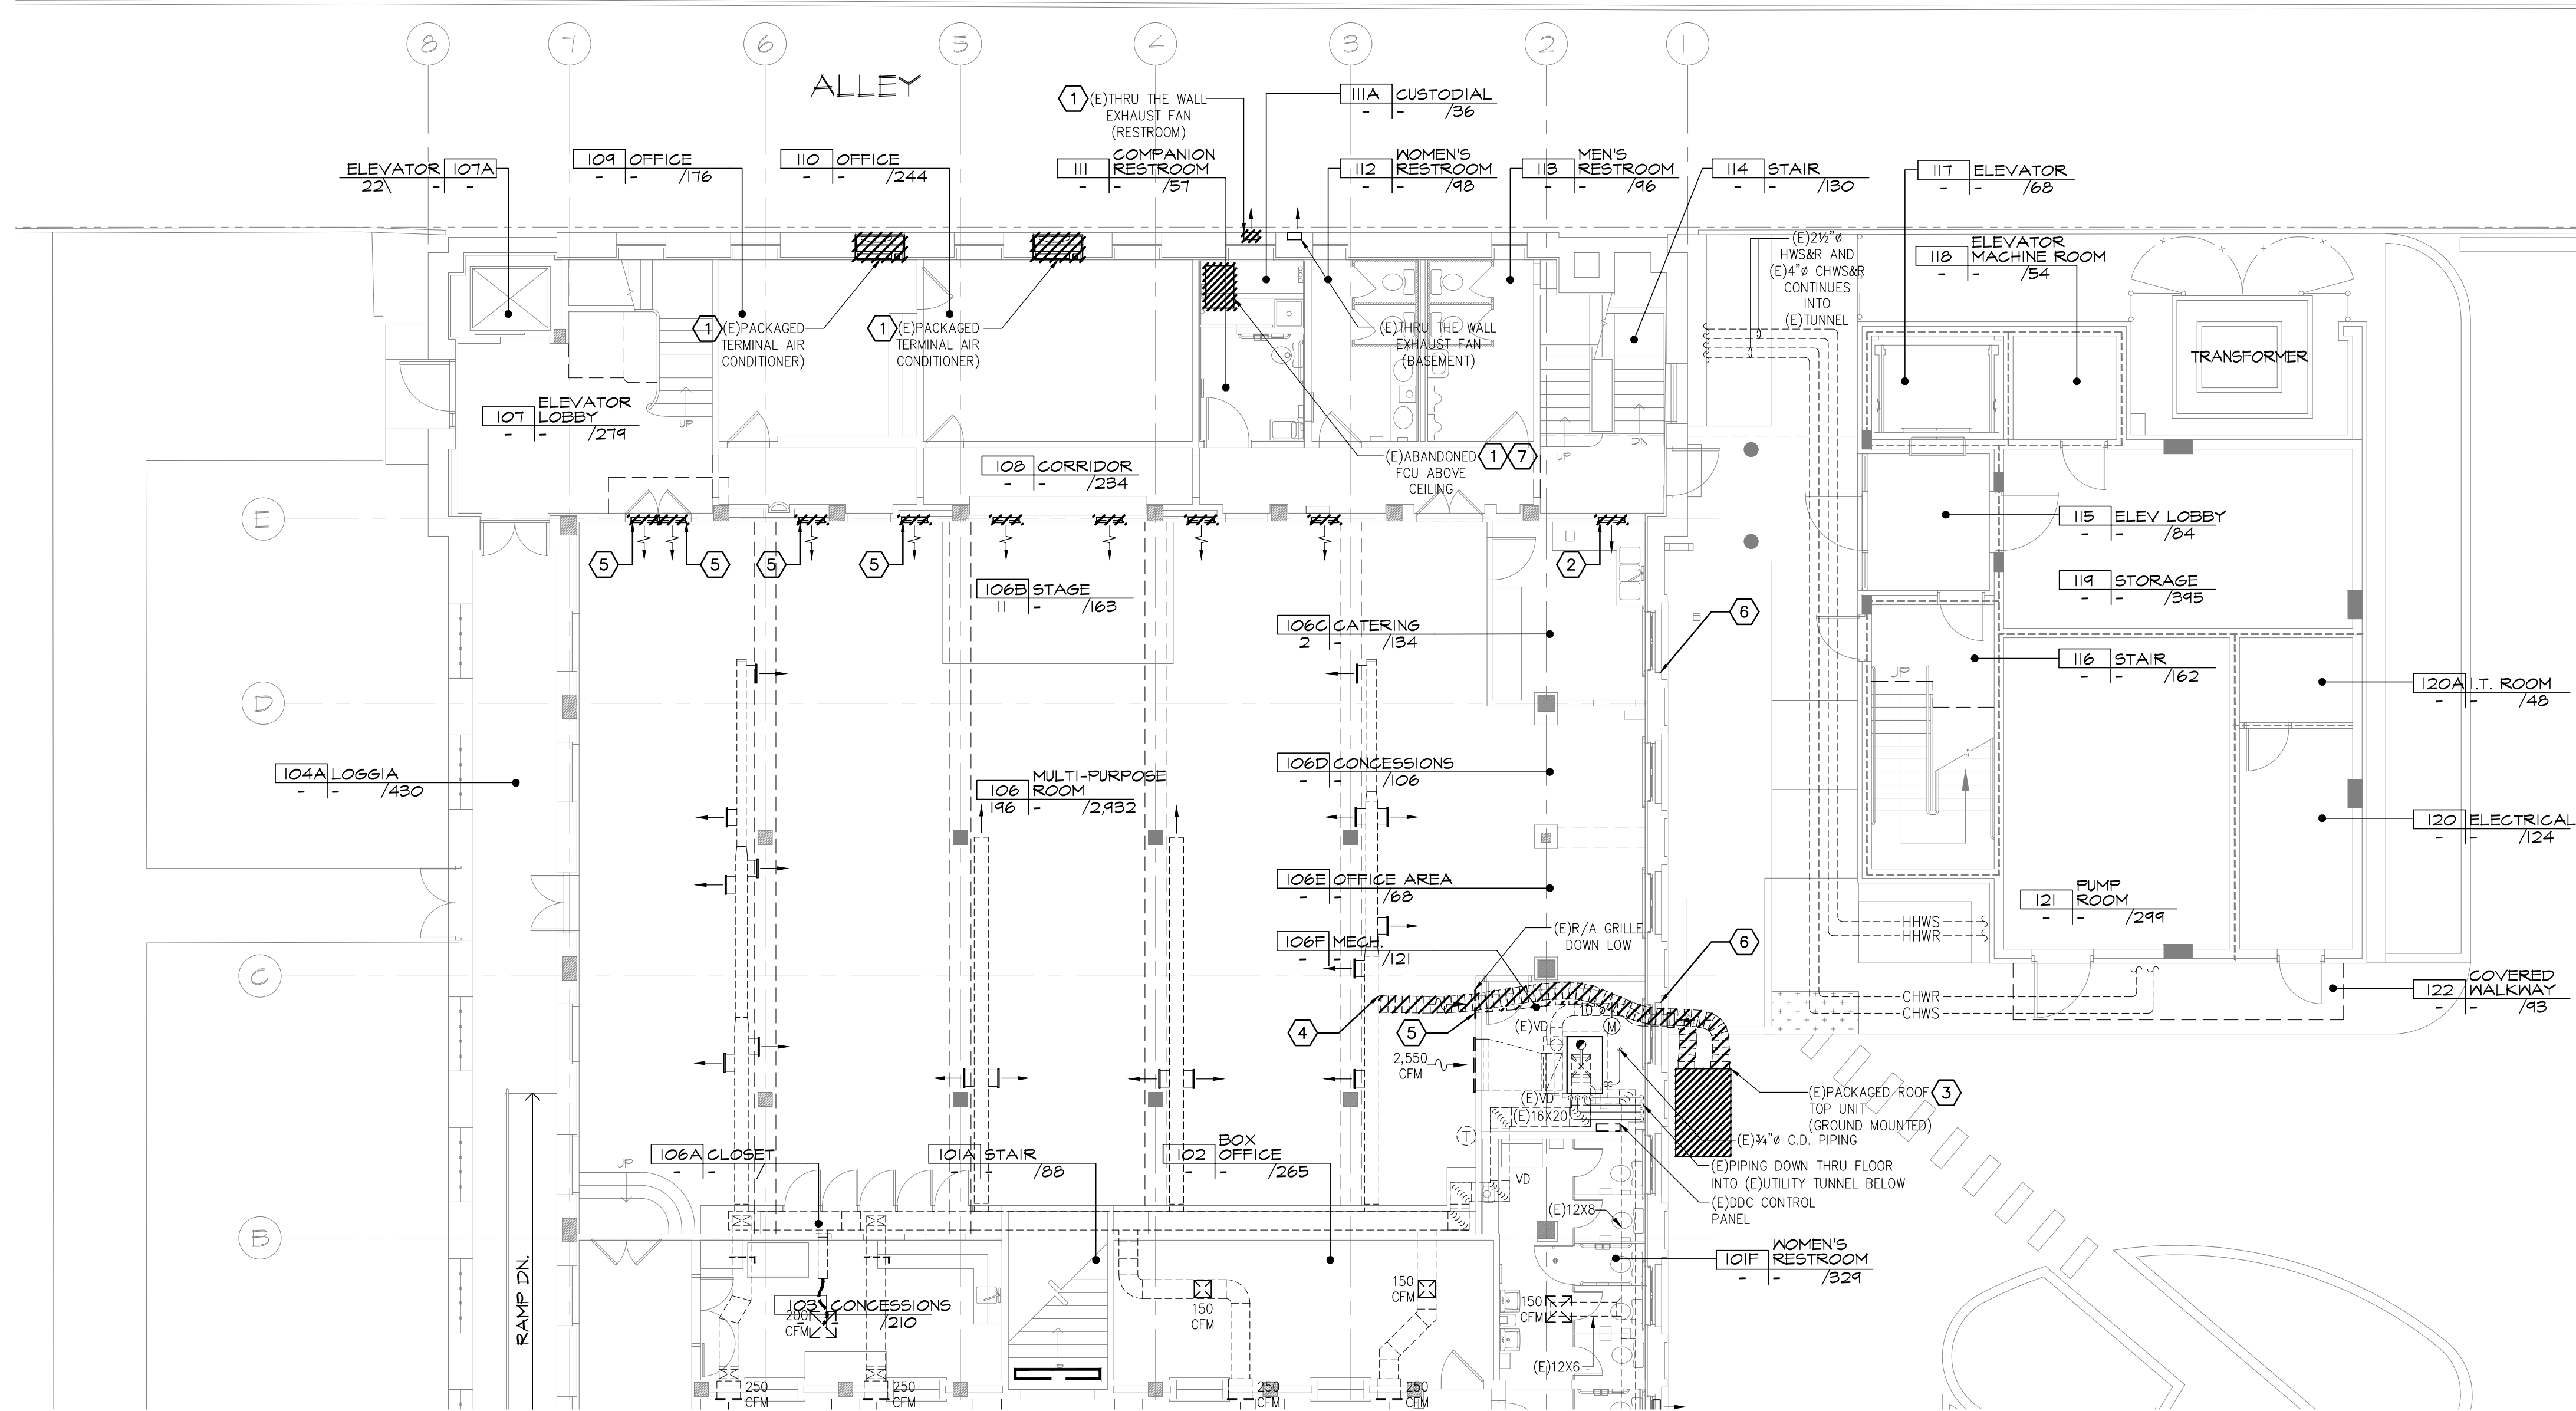 8
7
6
5
4
3
2
1
ALLEY
1
(E)THRU THE WALL
EXHAUST FAN
(RESTROOM)
111A CUSTODIAL
- - /36
ELEVATOR 107A
22\ - -
109 OFFICE
- - /176
110 OFFICE
- - /244
COMPANION
111 RESTROOM
- - /57
WOMEN'S
112 RESTROOM
- - /98
MEN'S
113 RESTROOM
- - /96
114 STAIR
- - /130
117 ELEVATOR
- - /68
(E)2½"ø
HWS&R AND
(E)4"ø CHWS&R
CONTINUES
INTO
(E)TUNNEL
ELEVATOR
118 MACHINE ROOM
- - /54
1
(E)PACKAGED
TERMINAL AIR
CONDITIONER)
1
(E)PACKAGED
TERMINAL AIR
CONDITIONER)
(E)THRU THE WALL
EXHAUST FAN
(BASEMENT)
TRANSFORMER
ELEVATOR
107 LOBBY
- - /279
UP
UP
DN
(E)ABANDONED
FCU ABOVE
CEILING
1
7
108 CORRIDOR
- - /234
E
5
5
5
5
2
115 ELEV LOBBY
- - /84
106B STAGE
11 - /163
119 STORAGE
- - /395
106C CATERING
2 - /134
6
116 STAIR
- - /162
UP
D
120A I.T. ROOM
- - /48
104A LOGGIA
- - /430
MULTI-PURPOSE
106 ROOM
196 - /2,932
106D CONCESSIONS
- - /106
120 ELECTRICAL
- - /124
106E OFFICE AREA
- - /68
PUMP
121 ROOM
- - /299
HHWS
HHWR
(E)R/A GRILLE
DOWN LOW
106F MECH.
- - /121
6
C
CHWR
CHWS
COVERED
122 WALKWAY
- - /93
4
5
(E)VD
M
2,550
CFM
(E)VD
(E)16X20
T
(E)PACKAGED ROOF
TOP UNIT
(GROUND MOUNTED)
3
(E)¾"ø C.D. PIPING
(E)PIPING DOWN THRU FLOOR
INTO (E)UTILITY TUNNEL BELOW
(E)DDC CONTROL
PANEL
106A CLOSET
- - /
101A STAIR
- - /88
BOX
102 OFFICE
- - /265
UP
VD
(E)12X8
B
WOMEN'S
101F RESTROOM
- - /329
RAMP DN.
103 CONCESSIONS
- - /210
200
CFM
150
CFM
150
CFM
150
CFM
(E)12X6
UP
250
CFM
250
CFM
250
CFM
250
CFM